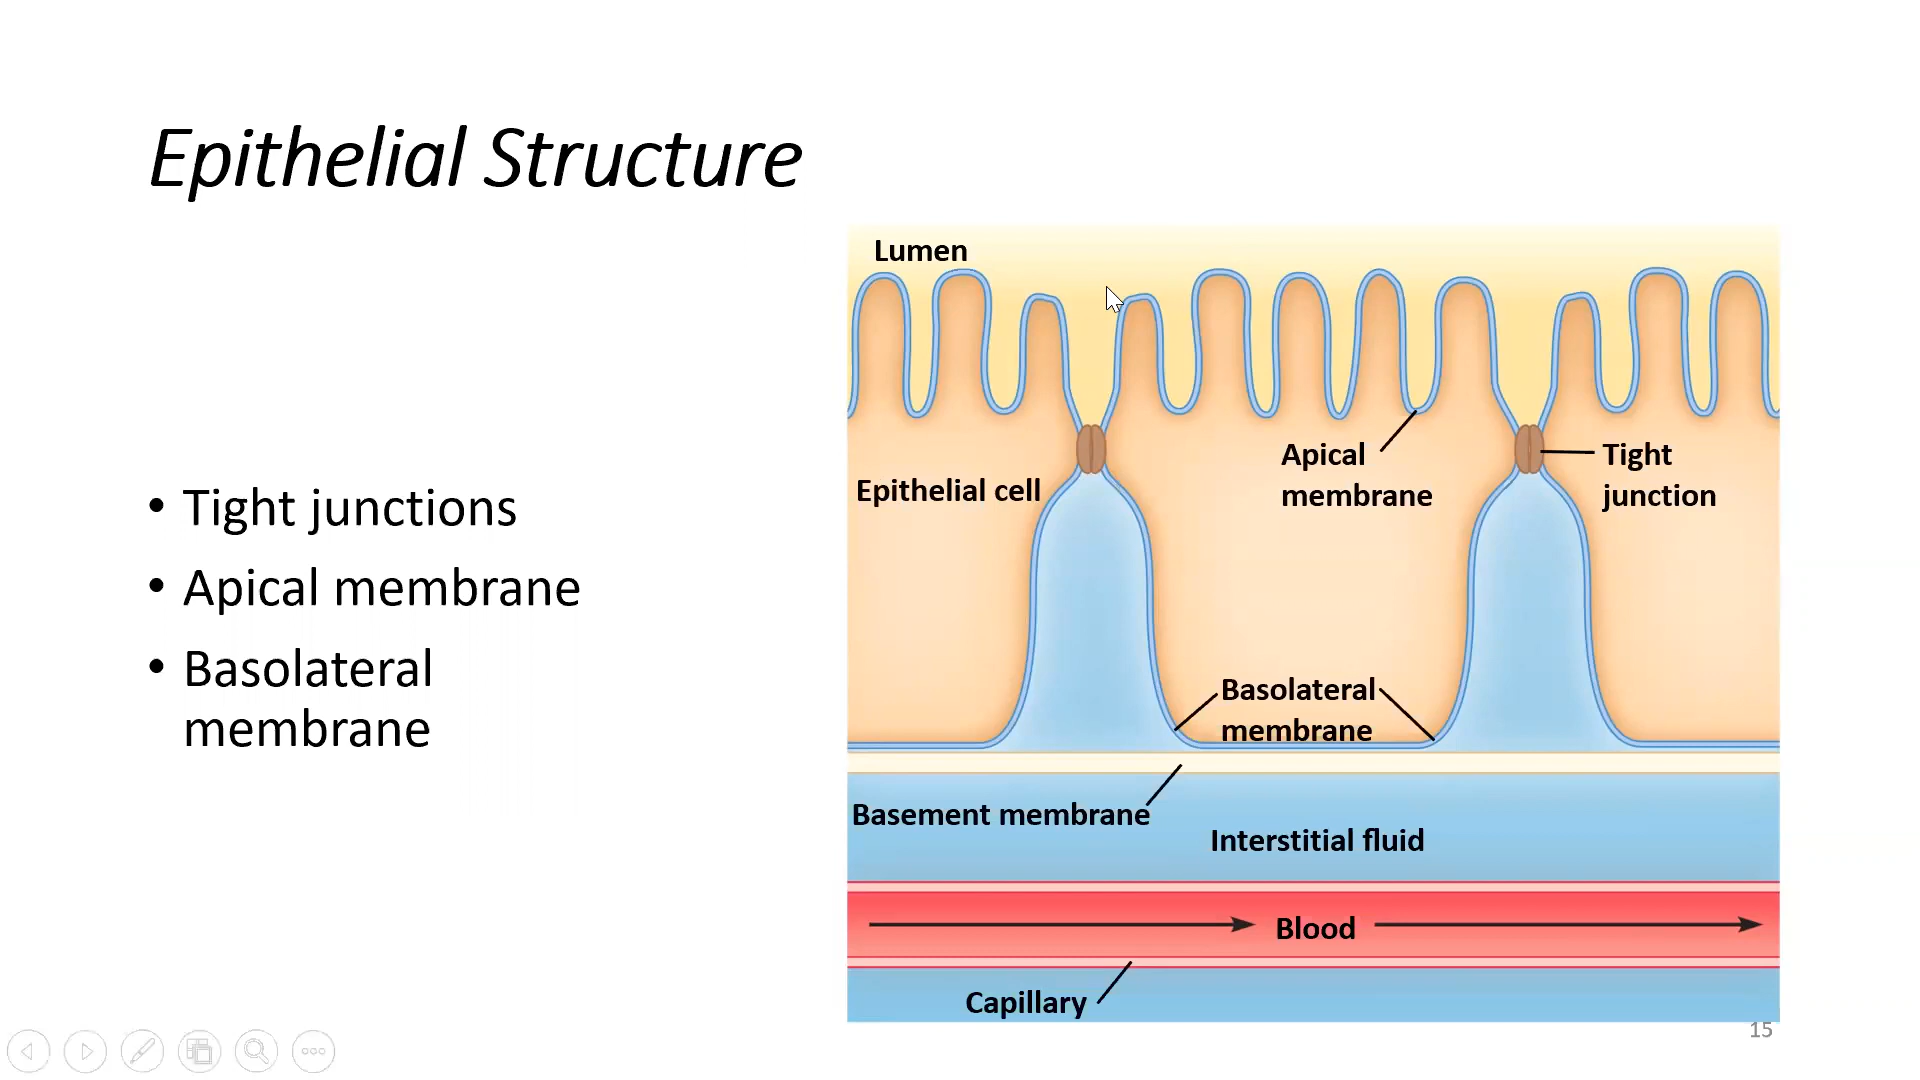 Epithelial Structure
• Tight junctions
• Apical membrane
• Basolateral
membrane
Lumen
Epithelial cell
Apical
membrane
Tight
junction
Basolateral
membrane
Basement membrane
Interstitial fluid
Blood
Capillary
15